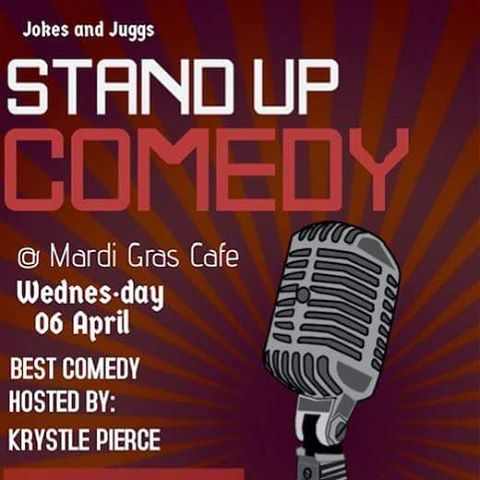 Jokes and Juggs
STAND UP
COMEDY
@ Mardi Gras Cafe
Wednes·day
06 April
BEST COMEDY
HOSTED BY:
KRYSTLE PIERCE